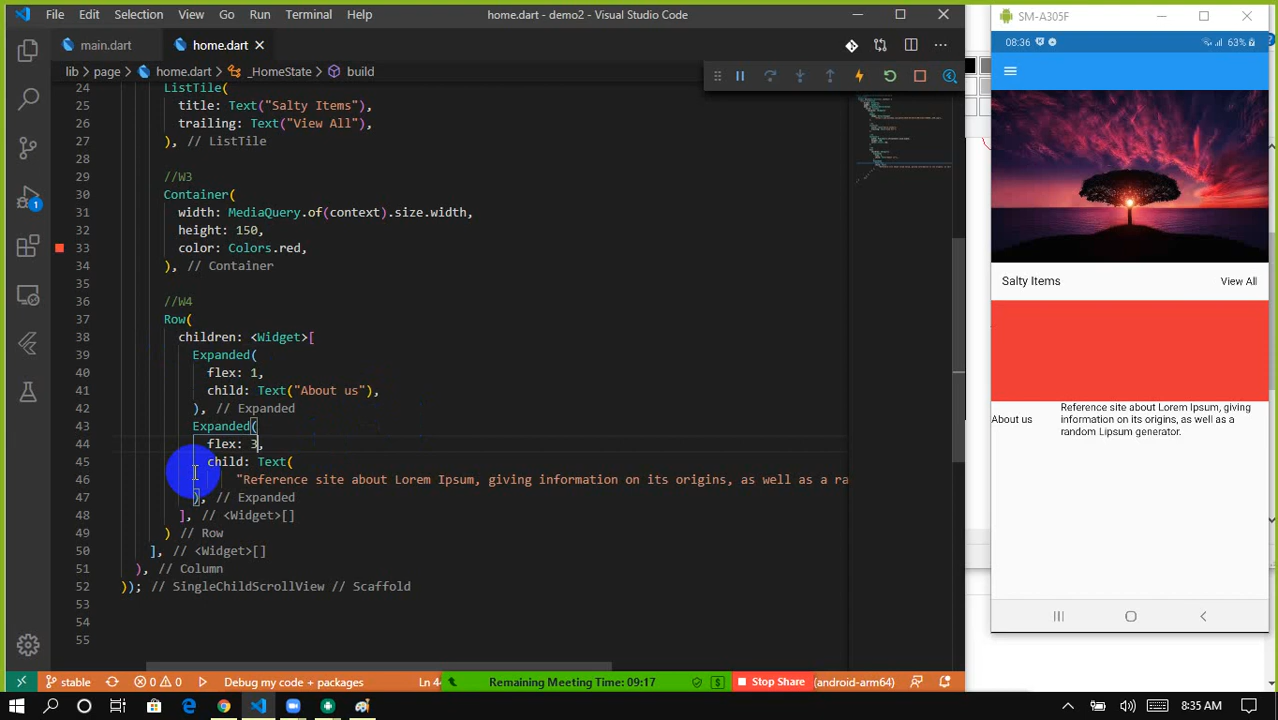 File Edit Selection View Go Run Terminal Help
home.dart - demo2 - Visual Studio Code
main.dart
home.dart
lib > page > home.dart > _HomeState > build
24 ListTile(
25 title: Text("Salty Items"),
26 trailing: Text("View All"),
27 ), // ListTile
28
29 //W3
30 Container(
31 width: MediaQuery.of(context).size.width,
32 height: 150,
33 color: Colors.red,
34 ), // Container
35
36 //W4
37 Row(
38 children: <Widget>[
39 Expanded(
40 flex: 1,
41 child: Text("About us"),
42 ), // Expanded
43 Expanded(
44 flex: 3,
45 child: Text(
46 "Reference site about Lorem Ipsum, giving information on its origins, as well as a ra
47 ), // Expanded
48 ], // <Widget>[]
49 ) // Row
50 ], // <Widget>[]
51 ), // Column
52 )); // SingleChildScrollView // Scaffold
53
54
55
1
stable
0 0
Debug my code + packages
Ln 44
Remaining Meeting Time: 09:17
$
Stop Share
(android-arm64)
8:35 AM
SM-A305F
08:36
63%
Salty Items
View All
About us
Reference site about Lorem Ipsum, giving
information on its origins, as well as a
random Lipsum generator.